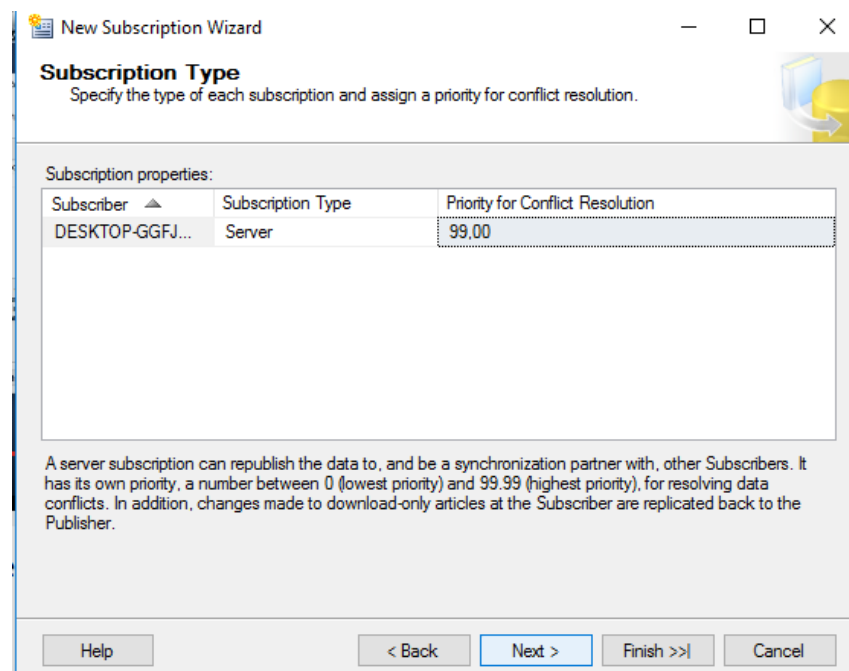 New Subscription Wizard
Subscription Type
Specify the type of each subscription and assign a priority for conflict resolution.
Subscription properties:
Subscriber Subscription Type Priority for Conflict Resolution
DESKTOP-GGFJ... Server 99,00
A server subscription can republish the data to, and be a synchronization partner with, other Subscribers. It
has its own priority, a number between 0 (lowest priority) and 99.99 (highest priority), for resolving data
conflicts. In addition, changes made to download-only articles at the Subscriber are replicated back to the
Publisher.
Help < Back Next > Finish >>| Cancel